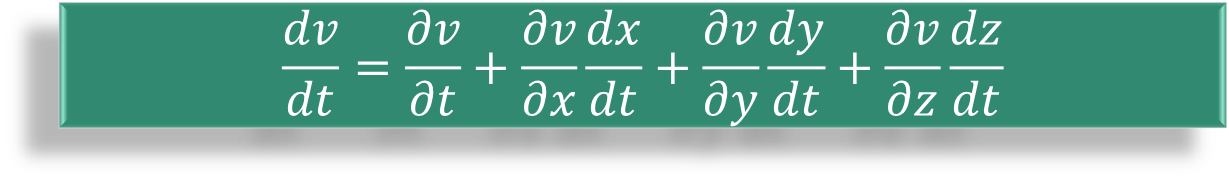 dv/dt = ∂v/∂t + ∂v/∂x dx/dt + ∂v/∂y dy/dt + ∂v/∂z dz/dt